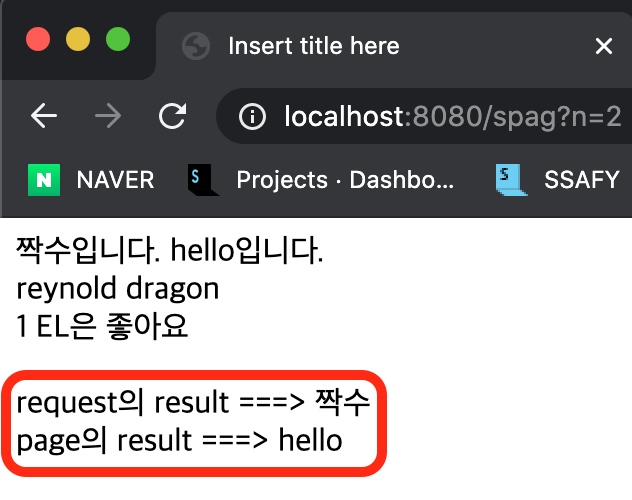 Insert title here
localhost:8080/spag?n=2
N NAVER S Projects · Dashbo... S SSAFY
짝수입니다. hello입니다.
reynold dragon
1 EL은 좋아요
request의 result ===> 짝수
page의 result ===> hello